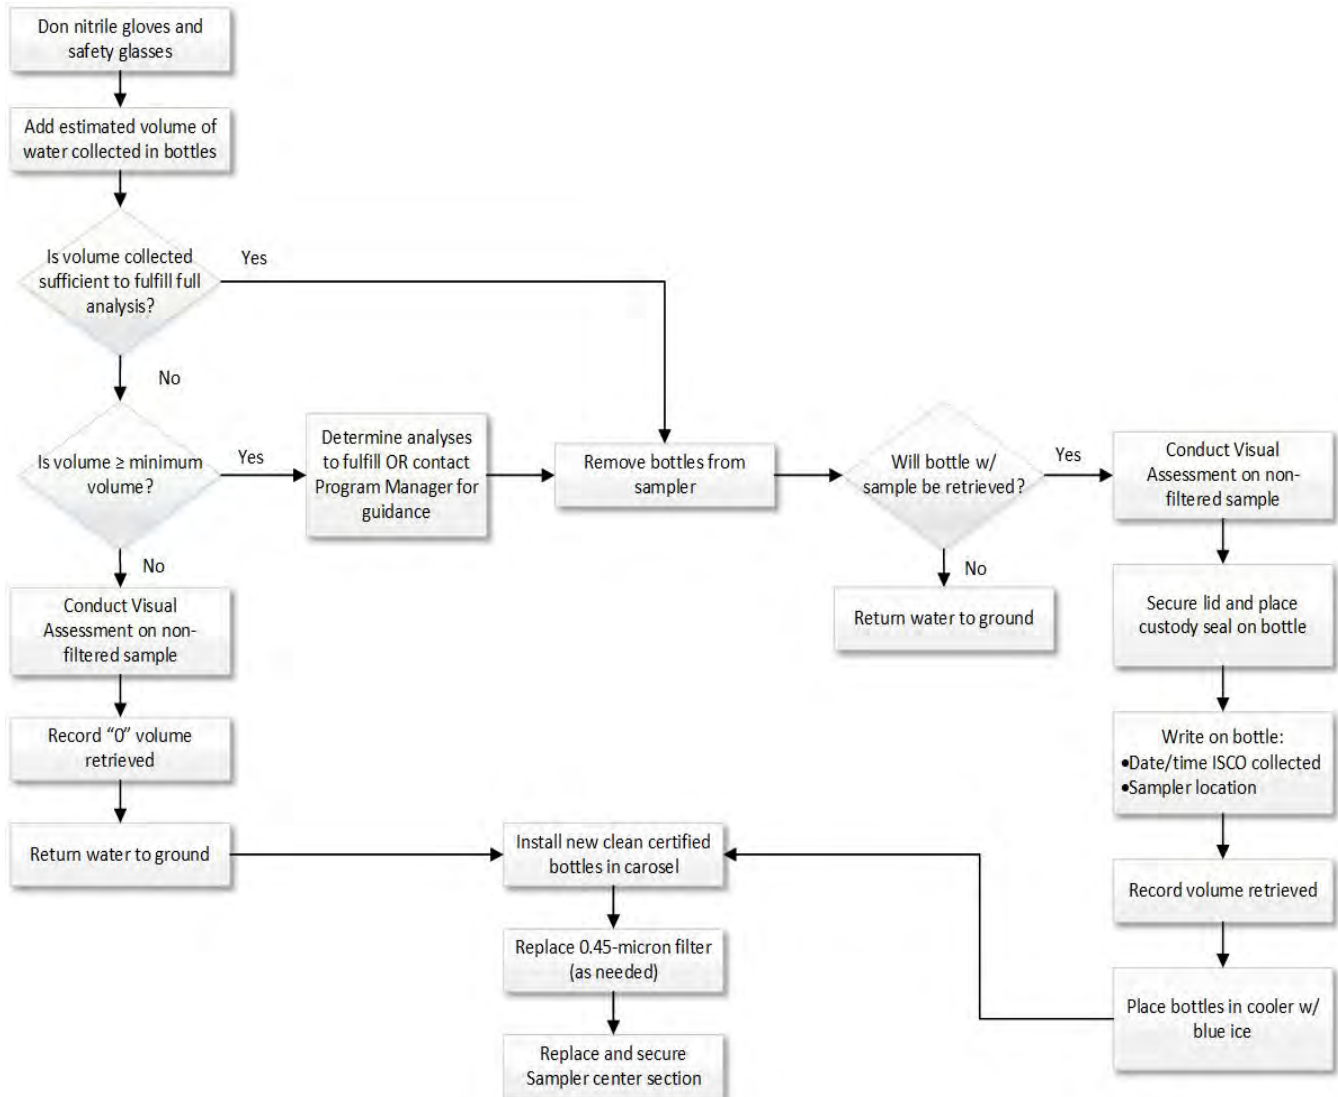 Don nitrile gloves and
safety glasses
Add estimated volume of
water collected in bottles
Is volume collected
sufficient to fulfill full
analysis?
Yes
No
Is volume ≥ minimum
volume?
Yes
No
Determine analyses
to fulfill OR contact
Program Manager for
guidance
Remove bottles from
sampler
Will bottle w/
sample be retrieved?
Yes
No
Return water to ground
Conduct Visual
Assessment on non-
filtered sample
Secure lid and place
custody seal on bottle
Write on bottle:
•Date/time ISCO collected
•Sampler location
Record volume retrieved
Place bottles in cooler w/
blue ice
Conduct Visual
Assessment on non-
filtered sample
Record “0” volume
retrieved
Return water to ground
Install new clean certified
bottles in carosel
Replace 0.45-micron filter
(as needed)
Replace and secure
Sampler center section